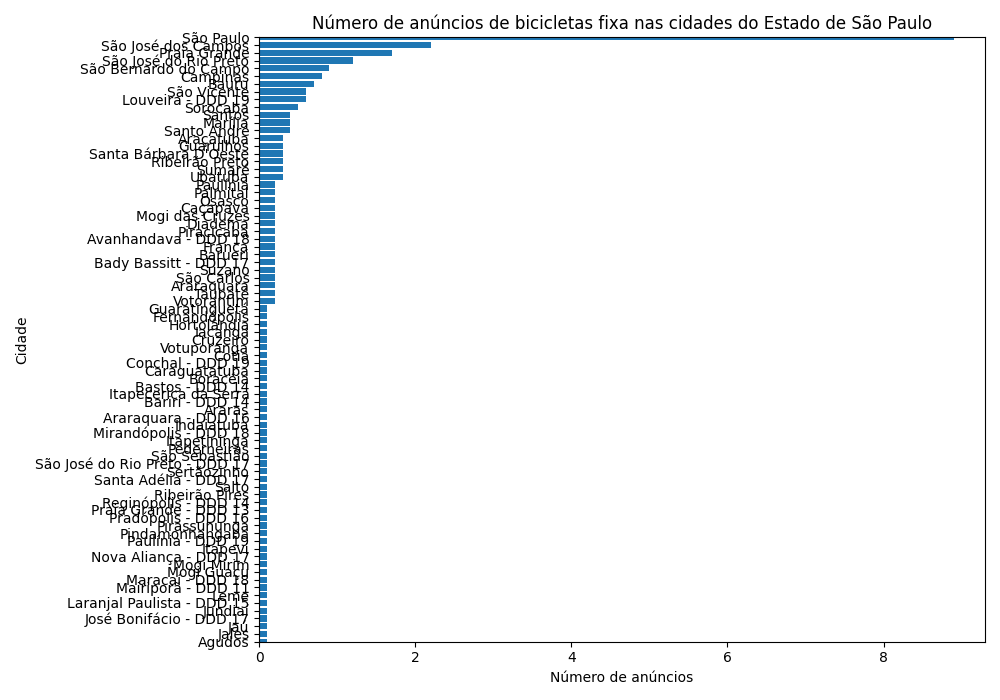 Número de anúncios de bicicletas fixa nas cidades do Estado de São Paulo
São Paulo
São José dos Campos
Praia Grande
São José do Rio Preto
São Bernardo do Campo
Campinas
Bauru
São Vicente
Louveira - DDD 19
Sorocaba
Santos
Marília
Santo André
Araçatuba
Guarulhos
Santa Bárbara D'Oeste
Ribeirão Preto
Sumaré
Ubatuba
Paulínia
Palmital
Osasco
Caçapava
Mogi das Cruzes
Diadema
Piracicaba
Avanhandava - DDD 18
Franca
Barueri
Bady Bassitt - DDD 17
Suzano
São Carlos
Araraquara
Taubaté
Votorantim
Guaratinguetá
Fernandópolis
Hortolândia
Iacanga
Cruzeiro
Votuporanga
Cotia
Conchal - DDD 19
Caraguatatuba
Boracéia
Bastos - DDD 14
Itapecerica da Serra
Bariri - DDD 14
Araras
Araraquara - DDD 16
Indaiatuba
Mirandópolis - DDD 18
Itapetininga
Pederneiras
São Sebastião
São José do Rio Preto - DDD 17
Sertãozinho
Santa Adélia - DDD 17
Salto
Ribeirão Pires
Reginópolis - DDD 14
Praia Grande - DDD 13
Pradópolis - DDD 16
Pirassununga
Pindamonhangaba
Paulínia - DDD 19
Itapevi
Nova Aliança - DDD 17
Mogi Mirim
Mogi Guaçu
Maracaí - DDD 18
Mairiporã - DDD 11
Leme
Laranjal Paulista - DDD 15
Jundiaí
José Bonifácio - DDD 17
Jaú
Jales
Agudos
Cidade
0 2 4 6 8
Número de anúncios